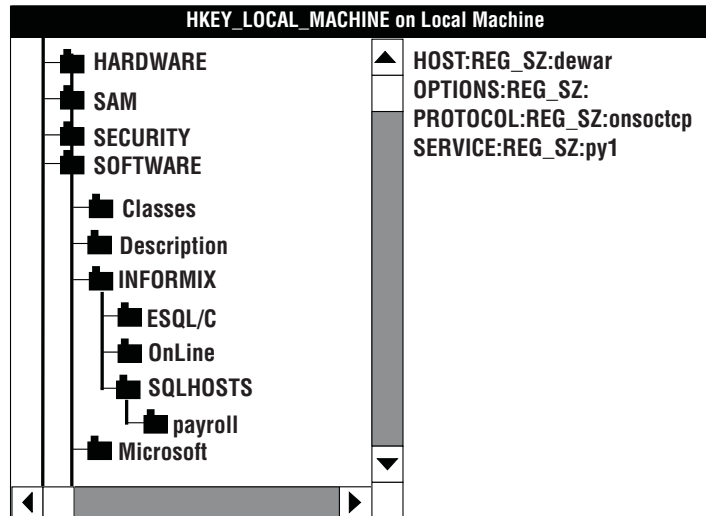 HKEY_LOCAL_MACHINE on Local Machine
HARDWARE
SAM
SECURITY
SOFTWARE
Classes
Description
INFORMIX
ESQL/C
OnLine
SQLHOSTS
payroll
Microsoft
HOST:REG_SZ:dewar
OPTIONS:REG_SZ:
PROTOCOL:REG_SZ:onsoctcp
SERVICE:REG_SZ:py1